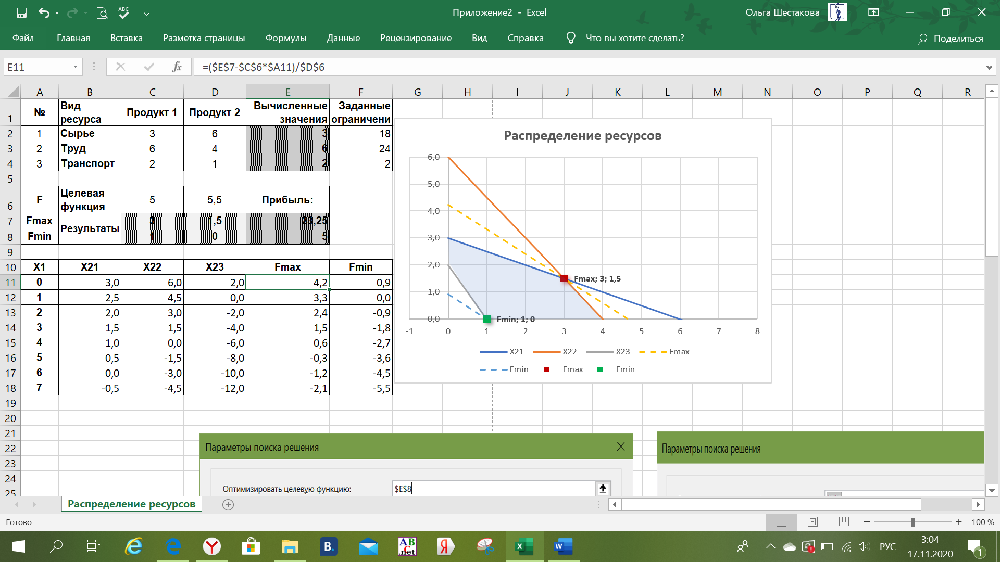 ABC
Приложение2 - Excel
Ольга Шестакова
Файл Главная Вставка Разметка страницы Формулы Данные Рецензирование Вид Справка Что вы хотите сделать? Поделиться
E11 fx =($E$7-$C$6*$A11)/$D$6
A B C D E F G H I J K L M N O P Q R
1 № Вид ресурса Продукт 1 Продукт 2 Вычисленные значения Заданные ограничени
2 1 Сырье 3 6 3 18
3 2 Труд 6 4 6 24
4 3 Транспорт 2 1 2 2
5
6 F Целевая функция 5 5,5 Прибыль:
7 Fmax Результаты 3 1,5 23,25
8 Fmin 1 0 5
9
10 X1 X21 X22 X23 Fmax Fmin
11 0 3,0 6,0 2,0 4,2 0,9
12 1 2,5 4,5 0,0 3,3 0,0
13 2 2,0 3,0 -2,0 2,4 -0,9
14 3 1,5 1,5 -4,0 1,5 -1,8
15 4 1,0 0,0 -6,0 0,6 -2,7
16 5 0,5 -1,5 -8,0 -0,3 -3,6
17 6 0,0 -3,0 -10,0 -1,2 -4,5
18 7 -0,5 -4,5 -12,0 -2,1 -5,5
19
20
21
22
23
24
25
Распределение ресурсов
6,0
5,0
4,0
3,0
2,0
1,0
0,0
Fmax; 3; 1,5
Fmin; 1; 0
-1 0 1 2 3 4 5 6 7 8
X21 X22 X23 Fmax
Fmin Fmax Fmin
Параметры поиска решения
Оптимизировать целевую функцию: $E$8
Параметры поиска решения
Распределение ресурсов
Готово
100 %
B.
AB
C
.net
Я
X
W
РУС
3:04
17.11.2020
1